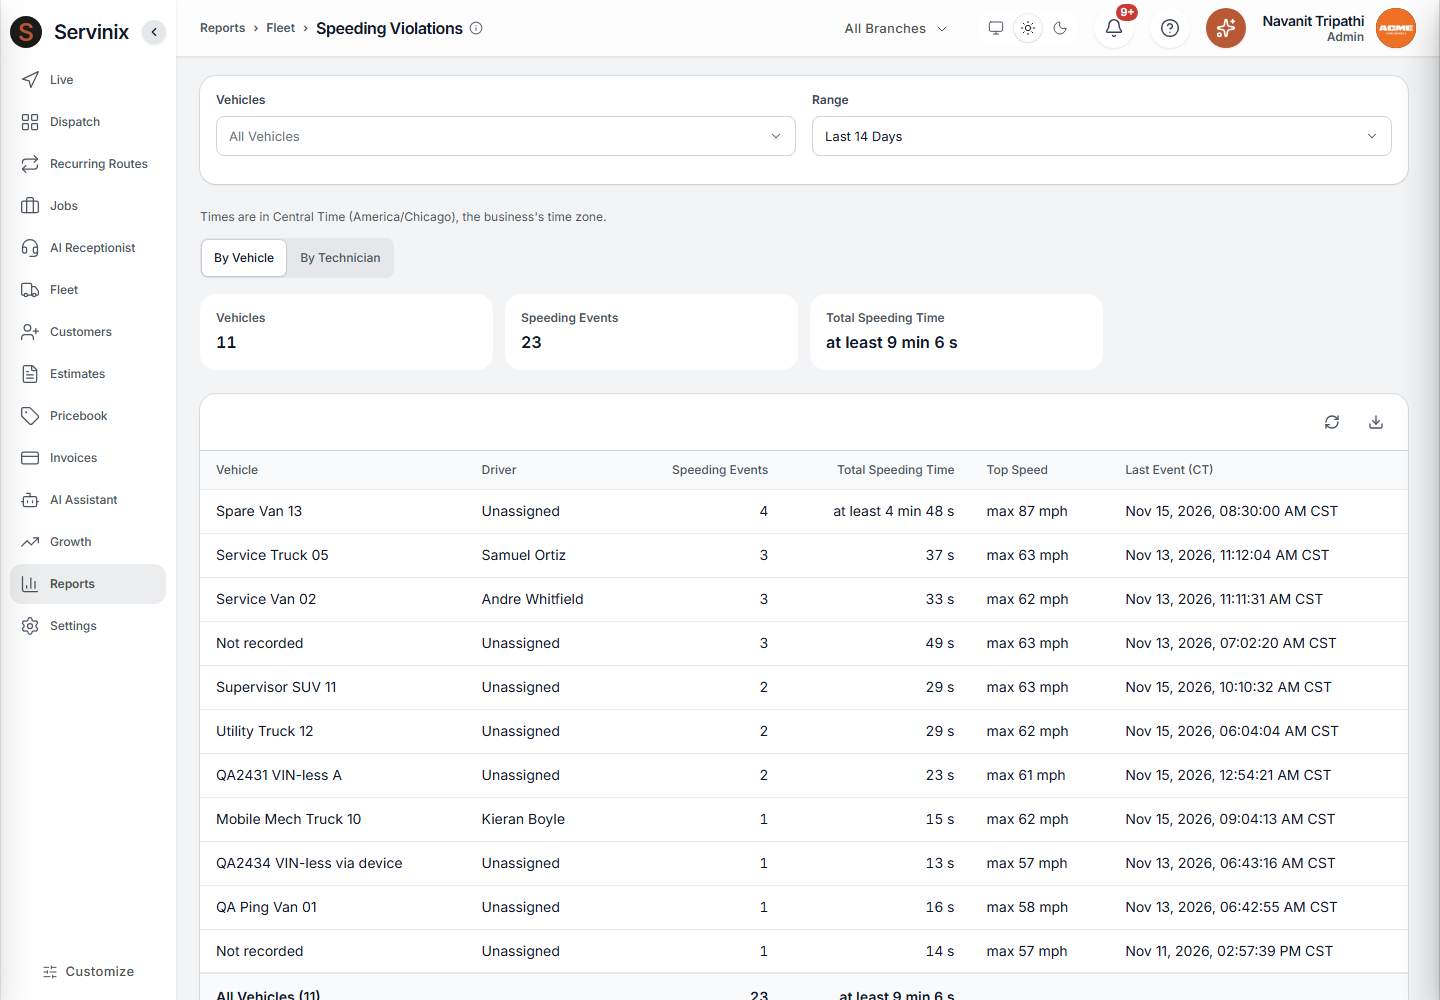 S Servinix
Reports › Fleet › Speeding Violations
All Branches
9+
Navanit Tripathi
Admin
ACME
Live
Dispatch
Recurring Routes
Jobs
AI Receptionist
Fleet
Customers
Estimates
Pricebook
Invoices
AI Assistant
Growth
Reports
Settings
Customize
Vehicles
All Vehicles
Range
Last 14 Days
Times are in Central Time (America/Chicago), the business's time zone.
By Vehicle By Technician
Vehicles
11
Speeding Events
23
Total Speeding Time
at least 9 min 6 s
Vehicle Driver Speeding Events Total Speeding Time Top Speed Last Event (CT)
Spare Van 13 Unassigned 4 at least 4 min 48 s max 87 mph Nov 15, 2026, 08:30:00 AM CST
Service Truck 05 Samuel Ortiz 3 37 s max 63 mph Nov 13, 2026, 11:12:04 AM CST
Service Van 02 Andre Whitfield 3 33 s max 62 mph Nov 13, 2026, 11:11:31 AM CST
Not recorded Unassigned 3 49 s max 63 mph Nov 13, 2026, 07:02:20 AM CST
Supervisor SUV 11 Unassigned 2 29 s max 63 mph Nov 15, 2026, 10:10:32 AM CST
Utility Truck 12 Unassigned 2 29 s max 62 mph Nov 15, 2026, 06:04:04 AM CST
QA2431 VIN-less A Unassigned 2 23 s max 61 mph Nov 15, 2026, 12:54:21 AM CST
Mobile Mech Truck 10 Kieran Boyle 1 15 s max 62 mph Nov 15, 2026, 09:04:13 AM CST
QA2434 VIN-less via device Unassigned 1 13 s max 57 mph Nov 13, 2026, 06:43:16 AM CST
QA Ping Van 01 Unassigned 1 16 s max 58 mph Nov 13, 2026, 06:42:55 AM CST
Not recorded Unassigned 1 14 s max 57 mph Nov 11, 2026, 02:57:39 PM CST
All Vehicles (11) 23 at least 9 min 6 s